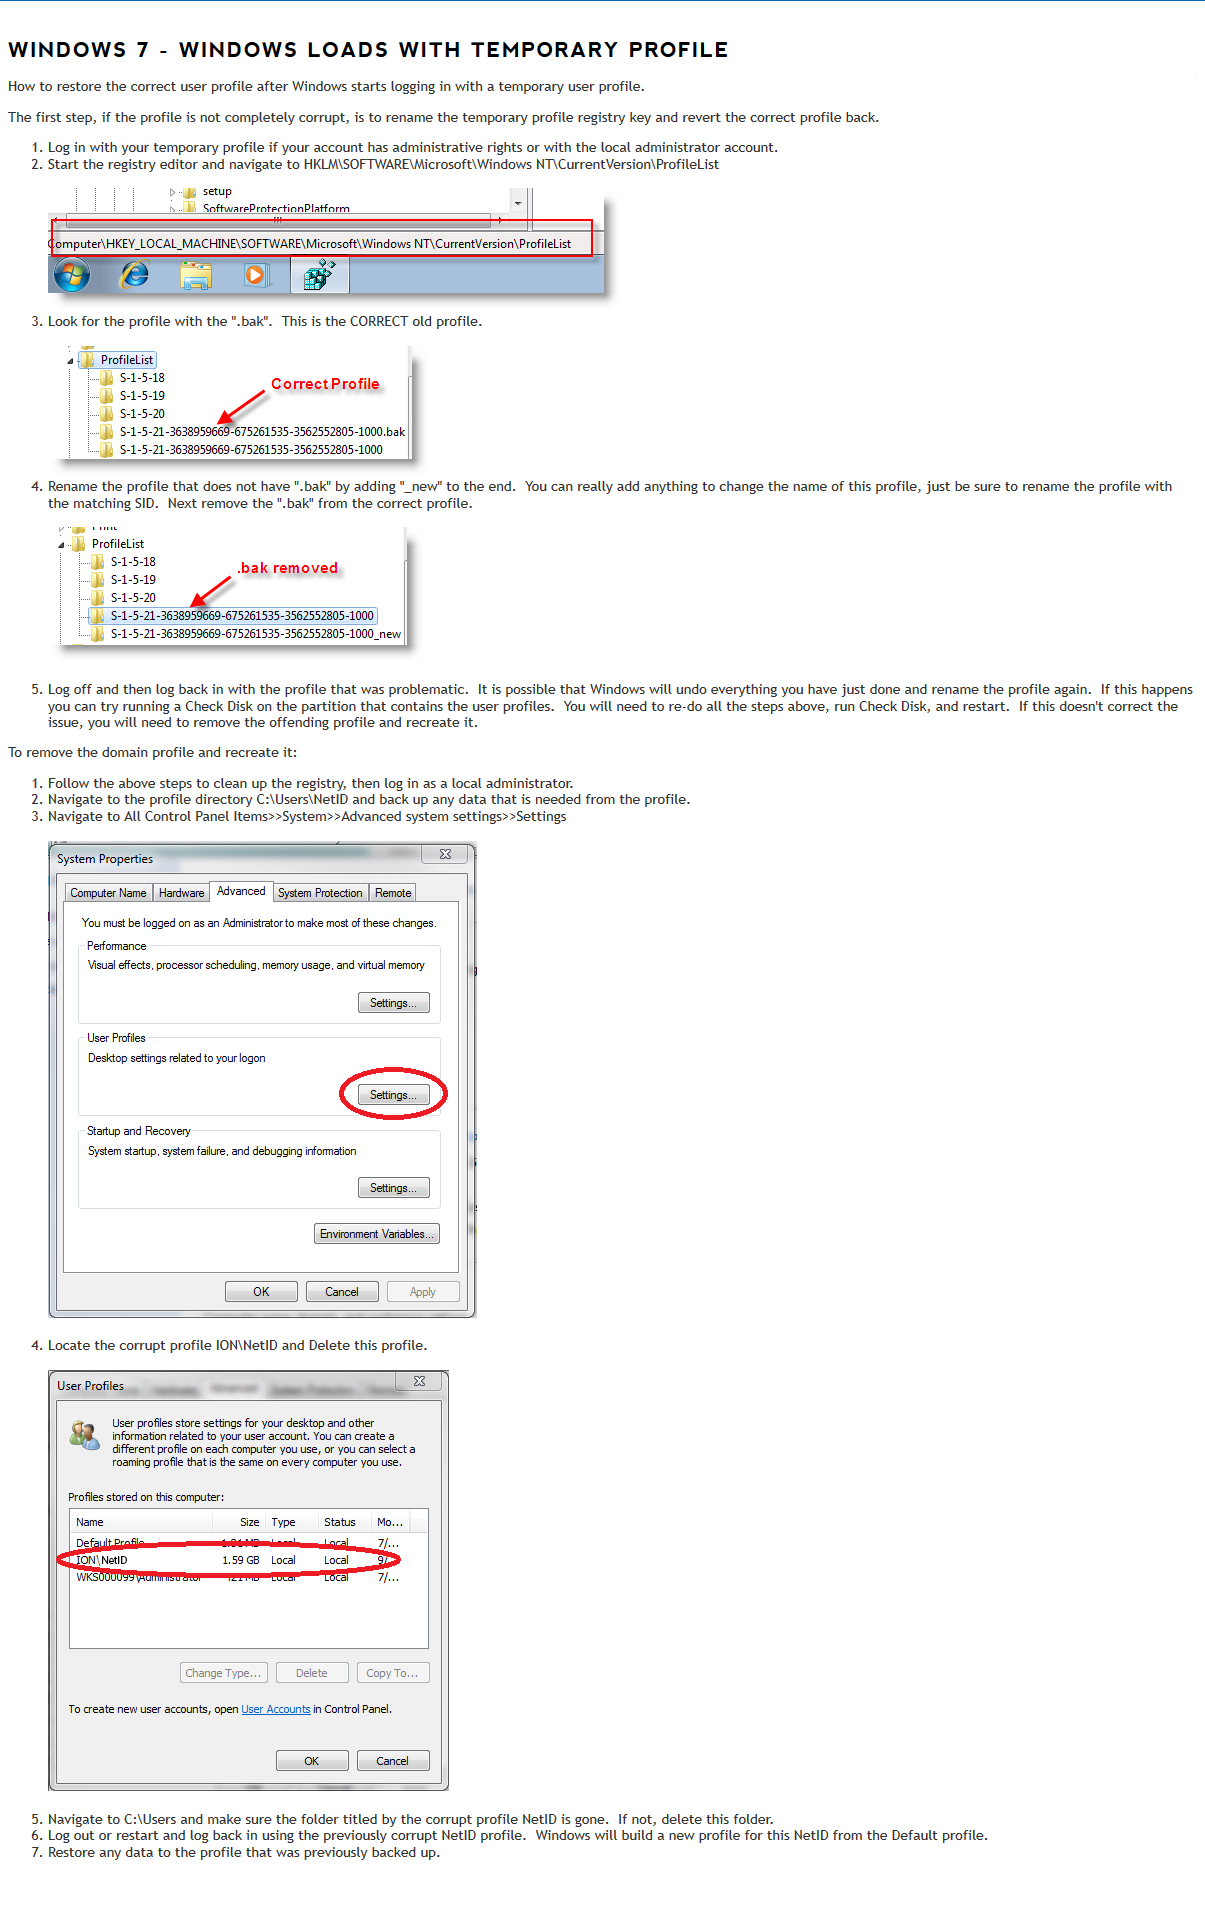 WINDOWS 7 - WINDOWS LOADS WITH TEMPORARY PROFILE
How to restore the correct user profile after Windows starts logging in with a temporary user profile.
The first step, if the profile is not completely corrupt, is to rename the temporary profile registry key and revert the correct profile back.
1. Log in with your temporary profile if your account has administrative rights or with the local administrator account.
2. Start the registry editor and navigate to HKLM\SOFTWARE\Microsoft\Windows NT\CurrentVersion\ProfileList
setup
SoftwareProtectionPlatform
Computer\HKEY_LOCAL_MACHINE\SOFTWARE\Microsoft\Windows NT\CurrentVersion\ProfileList
3. Look for the profile with the ".bak". This is the CORRECT old profile.
ProfileList
S-1-5-18
Correct Profile
S-1-5-19
S-1-5-20
S-1-5-21-3638959669-675261535-3562552805-1000.bak
S-1-5-21-3638959669-675261535-3562552805-1000
4. Rename the profile that does not have ".bak" by adding "_new" to the end. You can really add anything to change the name of this profile, just be sure to rename the profile with
the matching SID. Next remove the ".bak" from the correct profile.
Print
ProfileList
S-1-5-18
.bak removed
S-1-5-19
S-1-5-20
S-1-5-21-3638959669-675261535-3562552805-1000
S-1-5-21-3638959669-675261535-3562552805-1000_new
5. Log off and then log back in with the profile that was problematic. It is possible that Windows will undo everything you have just done and rename the profile again. If this happens
you can try running a Check Disk on the partition that contains the user profiles. You will need to re-do all the steps above, run Check Disk, and restart. If this doesn't correct the
issue, you will need to remove the offending profile and recreate it.
To remove the domain profile and recreate it:
1. Follow the above steps to clean up the registry, then log in as a local administrator.
2. Navigate to the profile directory C:\Users\NetID and back up any data that is needed from the profile.
3. Navigate to All Control Panel Items>>System>>Advanced system settings>>Settings
System Properties
Computer Name Hardware Advanced System Protection Remote
You must be logged on as an Administrator to make most of these changes.
Performance
Visual effects, processor scheduling, memory usage, and virtual memory
Settings...
User Profiles
Desktop settings related to your logon
Settings...
Startup and Recovery
System startup, system failure, and debugging information
Settings...
Environment Variables...
OK Cancel Apply
4. Locate the corrupt profile ION\NetID and Delete this profile.
User Profiles
User profiles store settings for your desktop and other
information related to your user account. You can create a
different profile on each computer you use, or you can select a
roaming profile that is the same on every computer you use.
Profiles stored on this computer:
Name Size Type Status Mo...
Default Profile Local Local 7/...
ION\NetID 1.59 GB Local Local 9/
WKS000099\Administrator Local Local 7/...
Change Type... Delete Copy To...
To create new user accounts, open User Accounts in Control Panel.
OK Cancel
5. Navigate to C:\Users and make sure the folder titled by the corrupt profile NetID is gone. If not, delete this folder.
6. Log out or restart and log back in using the previously corrupt NetID profile. Windows will build a new profile for this NetID from the Default profile.
7. Restore any data to the profile that was previously backed up.